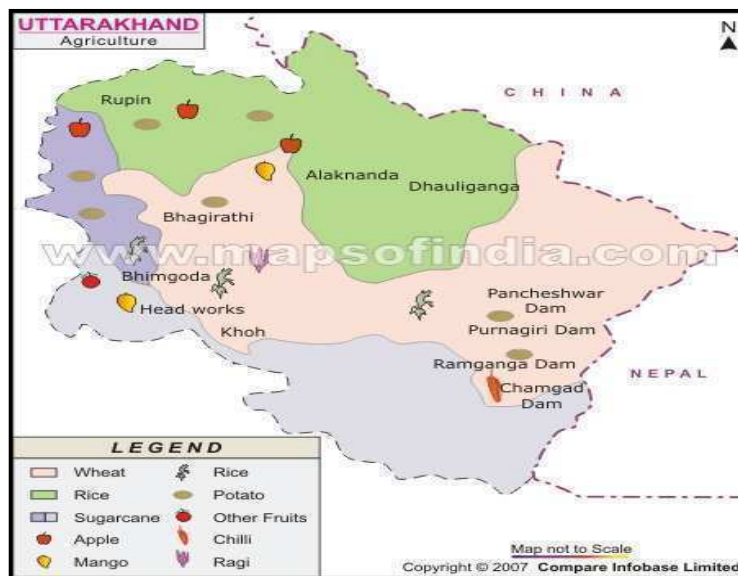 UTTARAKHAND
Agriculture
N
CHINA
Rupin
Alaknanda
Dhauliganga
Bhagirathi
www.mapsofindia.com
Bhimgoda
Head works
Khoh
Pancheshwar
Dam
Purnagiri Dam
Ramganga Dam
Chamgad
Dam
NEPAL
LEGEND
Wheat
Rice
Sugarcane
Apple
Mango
Rice
Potato
Other Fruits
Chilli
Ragi
Map not to Scale
Copyright © 2007 Compare Infobase Limited